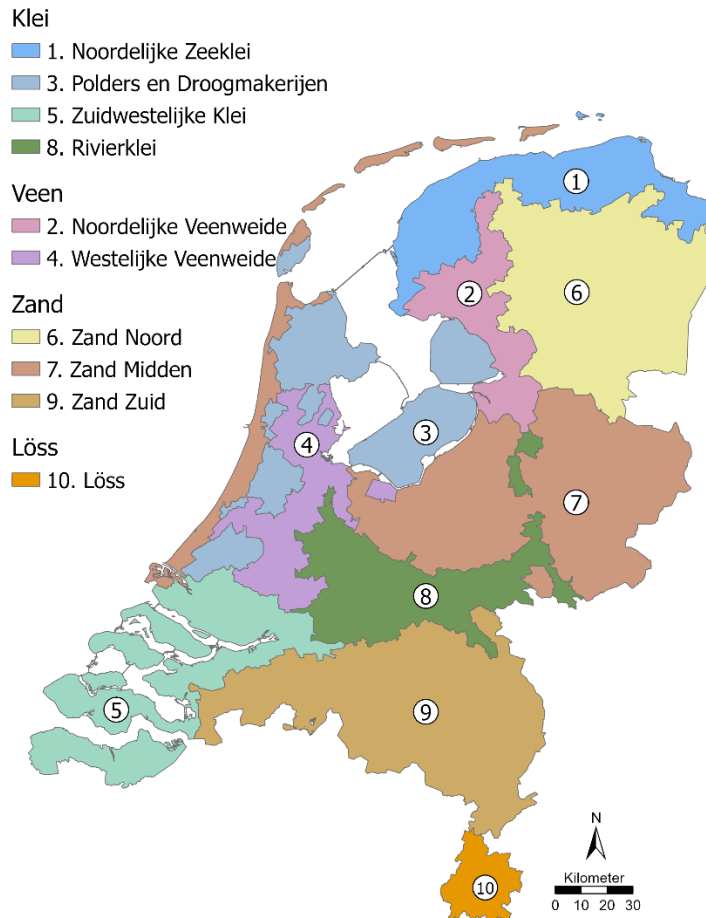 Klei
1. Noordelijke Zeeklei
3. Polders en Droogmakerijen
5. Zuidwestelijke Klei
8. Rivierklei
Veen
2. Noordelijke Veenweide
4. Westelijke Veenweide
Zand
6. Zand Noord
7. Zand Midden
9. Zand Zuid
Löss
10. Löss
1
2
6
3
4
7
8
5
9
10
N
Kilometer
0 10 20 30